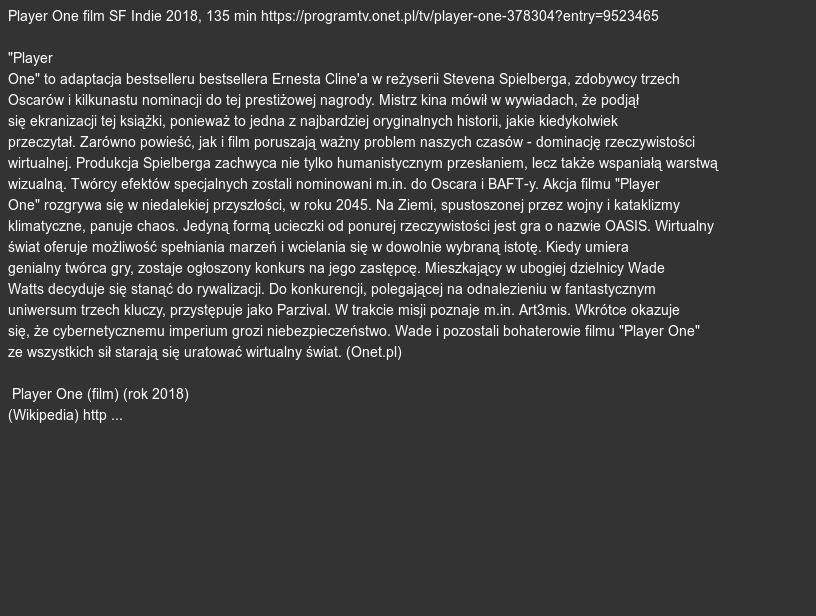 Player One film SF Indie 2018, 135 min https://programtv.onet.pl/tv/player-one-378304?entry=9523465
"Player
One" to adaptacja bestselleru bestsellera Ernesta Cline'a w reżyserii Stevena Spielberga, zdobywcy trzech
Oscarów i kilkunastu nominacji do tej prestiżowej nagrody. Mistrz kina mówił w wywiadach, że podjął
się ekranizacji tej książki, ponieważ to jedna z najbardziej oryginalnych historii, jakie kiedykolwiek
przeczytał. Zarówno powieść, jak i film poruszają ważny problem naszych czasów - dominację rzeczywistości
wirtualnej. Produkcja Spielberga zachwyca nie tylko humanistycznym przesłaniem, lecz także wspaniałą warstwą
wizualną. Twórcy efektów specjalnych zostali nominowani m.in. do Oscara i BAFT-y. Akcja filmu "Player
One" rozgrywa się w niedalekiej przyszłości, w roku 2045. Na Ziemi, spustoszonej przez wojny i kataklizmy
klimatyczne, panuje chaos. Jedyną formą ucieczki od ponurej rzeczywistości jest gra o nazwie OASIS. Wirtualny
świat oferuje możliwość spełniania marzeń i wcielania się w dowolnie wybraną istotę. Kiedy umiera
genialny twórca gry, zostaje ogłoszony konkurs na jego zastępcę. Mieszkający w ubogiej dzielnicy Wade
Watts decyduje się stanąć do rywalizacji. Do konkurencji, polegającej na odnalezieniu w fantastycznym
uniwersum trzech kluczy, przystępuje jako Parzival. W trakcie misji poznaje m.in. Art3mis. Wkrótce okazuje
się, że cybernetycznemu imperium grozi niebezpieczeństwo. Wade i pozostali bohaterowie filmu "Player One"
ze wszystkich sił starają się uratować wirtualny świat. (Onet.pl)
Player One (film) (rok 2018)
(Wikipedia) http ...